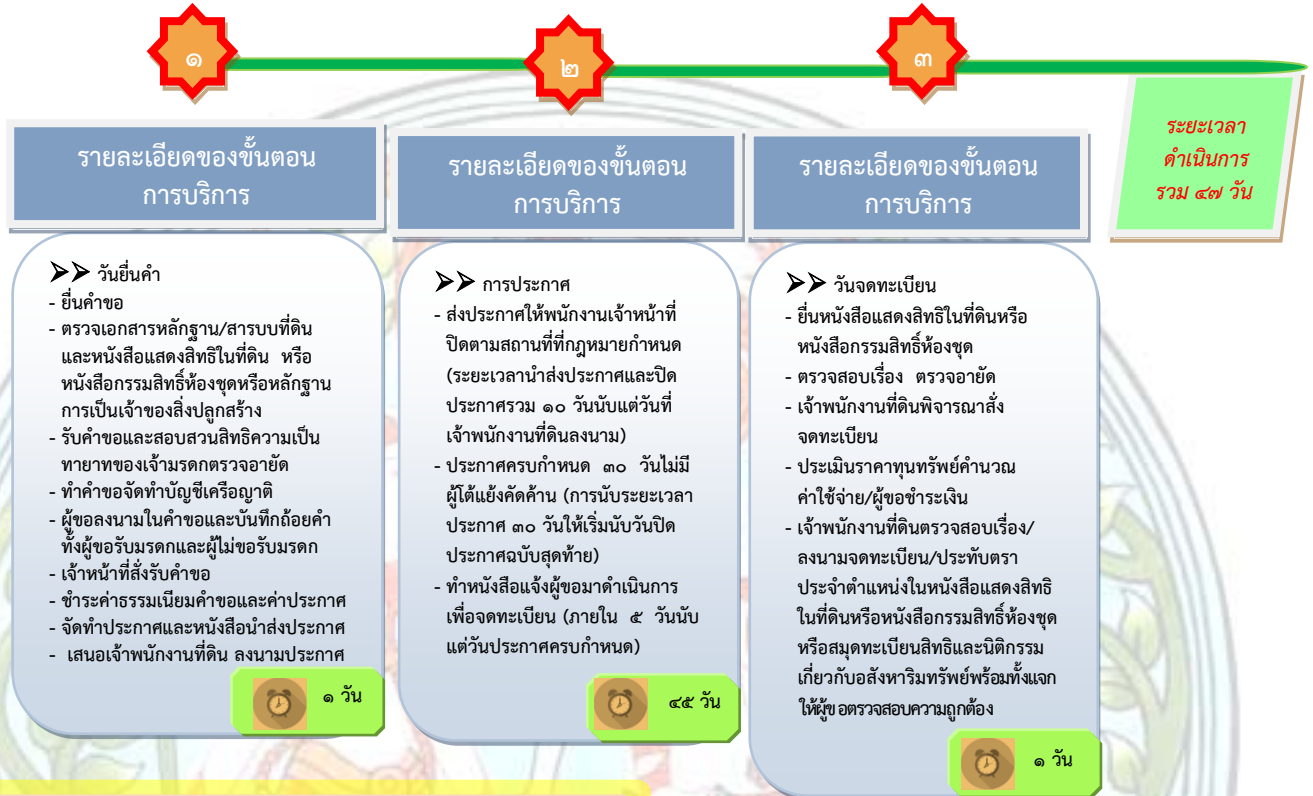 ๑
๒
๓
ระยะเวลา
ดำเนินการ
รวม ๔๗ วัน
รายละเอียดของขั้นตอน
การบริการ
➢➢ วันยื่นคำ
- ยื่นคำขอ
- ตรวจเอกสารหลักฐาน/สารบบที่ดิน
และหนังสือแสดงสิทธิในที่ดิน หรือ
หนังสือกรรมสิทธิ์ห้องชุดหรือหลักฐาน
การเป็นเจ้าของสิ่งปลูกสร้าง
- รับคำขอและสอบสวนสิทธิความเป็น
ทายาทของเจ้ามรดกตรวจอายัด
- ทำคำขอจัดทำบัญชีเครือญาติ
- ผู้ขอลงนามในคำขอและบันทึกถ้อยคำ
ทั้งผู้ขอรับมรดกและผู้ไม่ขอรับมรดก
- เจ้าหน้าที่สั่งรับคำขอ
- ชำระค่าธรรมเนียมคำขอและค่าประกาศ
- จัดทำประกาศและหนังสือนำส่งประกาศ
- เสนอเจ้าพนักงานที่ดิน ลงนามประกาศ
๑ วัน
รายละเอียดของขั้นตอน
การบริการ
➢➢ การประกาศ
- ส่งประกาศให้พนักงานเจ้าหน้าที่
ปิดตามสถานที่ที่กฎหมายกำหนด
(ระยะเวลานำส่งประกาศและปิด
ประกาศรวม ๑๐ วันนับแต่วันที่
เจ้าพนักงานที่ดินลงนาม)
- ประกาศครบกำหนด ๓๐ วันไม่มี
ผู้โต้แย้งคัดค้าน (การนับระยะเวลา
ประกาศ ๓๐ วันให้เริ่มนับวันปิด
ประกาศฉบับสุดท้าย)
- ทำหนังสือแจ้งผู้ขอมาดำเนินการ
เพื่อจดทะเบียน (ภายใน ๕ วันนับ
แต่วันประกาศครบกำหนด)
๔๕ วัน
รายละเอียดของขั้นตอน
การบริการ
➢➢ วันจดทะเบียน
- ยื่นหนังสือแสดงสิทธิในที่ดินหรือ
หนังสือกรรมสิทธิ์ห้องชุด
- ตรวจสอบเรื่อง ตรวจอายัด
- เจ้าพนักงานที่ดินพิจารณาสั่ง
จดทะเบียน
- ประเมินราคาทุนทรัพย์คำนวณ
ค่าใช้จ่าย/ผู้ขอชำระเงิน
- เจ้าพนักงานที่ดินตรวจสอบเรื่อง/
ลงนามจดทะเบียน/ประทับตรา
ประจำตำแหน่งในหนังสือแสดงสิทธิ
ในที่ดินหรือหนังสือกรรมสิทธิ์ห้องชุด
หรือสมุดทะเบียนสิทธิและนิติกรรม
เกี่ยวกับอสังหาริมทรัพย์พร้อมทั้งแจก
ให้ผู้ขอตรวจสอบความถูกต้อง
๑ วัน